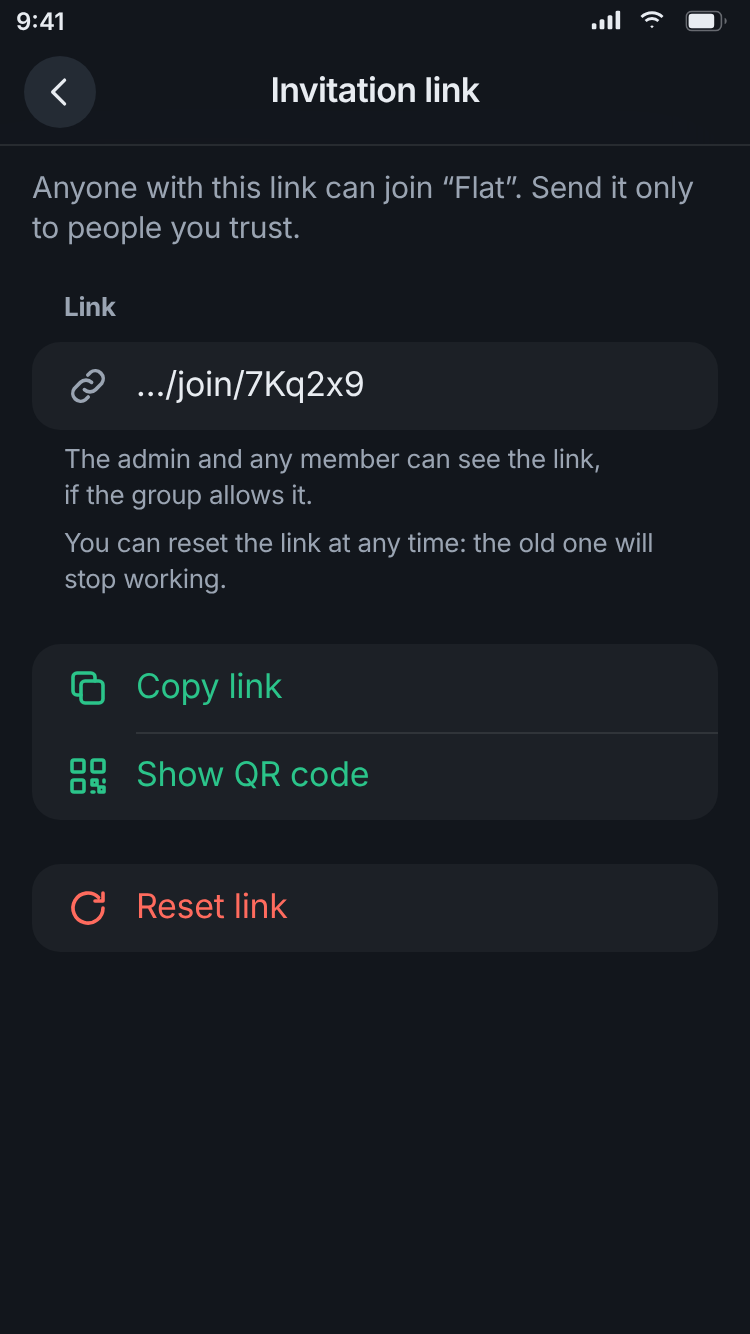 9:41
Invitation link
Anyone with this link can join “Flat”. Send it only
to people you trust.
Link
.../join/7Kq2x9
The admin and any member can see the link,
if the group allows it.
You can reset the link at any time: the old one will
stop working.
Copy link
Show QR code
Reset link